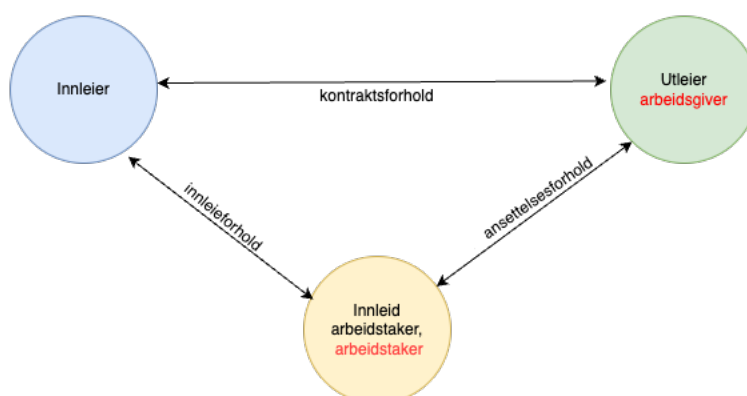 Innleier
Utleier
arbeidsgiver
kontraktsforhold
innleieforhold
ansettelsesforhold
Innleid
arbeidstaker,
arbeidstaker